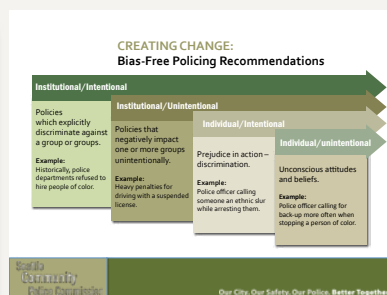 CREATING CHANGE:
Bias-Free Policing Recommendations
Institutional/Intentional
Policies
which explicitly
discriminate against
a group or groups.
Example:
Historically, police
departments refused to
hire people of color.
Institutional/Unintentional
Policies that
negatively impact
one or more groups
unintentionally.
Example:
Heavy penalties for
driving with a suspended
license.
Individual/Intentional
Prejudice in action –
discrimination.
Example:
Police officer calling
someone an ethnic slur
while arresting them.
Individual/unintentional
Unconscious attitudes
and beliefs.
Example:
Police officer calling for
back-up more often when
stopping a person of color.
Seattle
Community
Police Commission
Our City. Our Safety. Our Police. Better Together